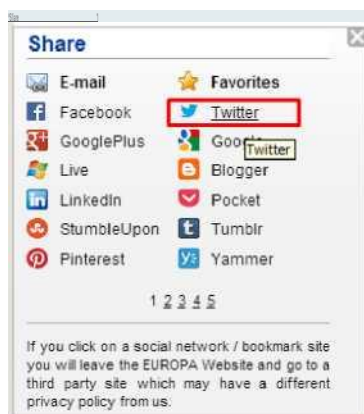 Share
E-mail Favorites
Facebook Twitter
GooglePlus Google
Twitter
Live Blogger
LinkedIn Pocket
StumbleUpon Tumblr
Pinterest Yammer
1 2 3 4 5
If you click on a social network / bookmark site
you will leave the EUROPA Website and go to a
third party site which may have a different
privacy policy from us.